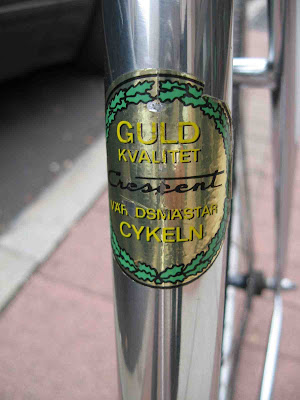 GULD
KVALITET
Crescent
VÄRLDSMÄSTAR
CYKELN